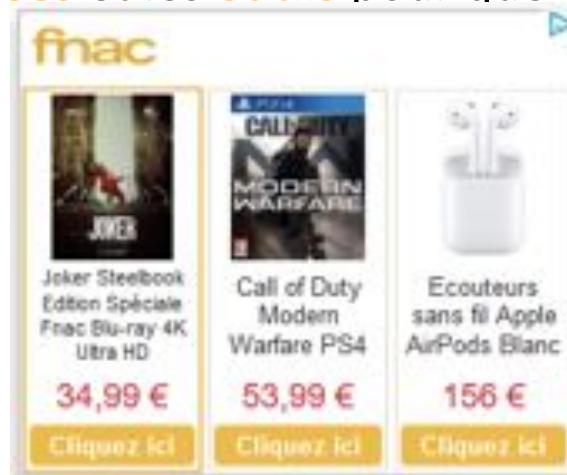 fnac
CALL DUTY
MODERN
WARFARE
JOKER
Joker Steelbook
Edition Spéciale
Fnac Blu-ray 4K
Ultra HD
34,99 €
Cliquez ici
Call of Duty
Modern
Warfare PS4
53,99 €
Cliquez ici
Ecouteurs
sans fil Apple
AirPods Blanc
156 €
Cliquez ici